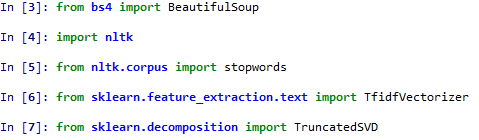 In [3]: from bs4 import BeautifulSoup
In [4]: import nltk
In [5]: from nltk.corpus import stopwords
In [6]: from sklearn.feature_extraction.text import TfidfVectorizer
In [7]: from sklearn.decomposition import TruncatedSVD